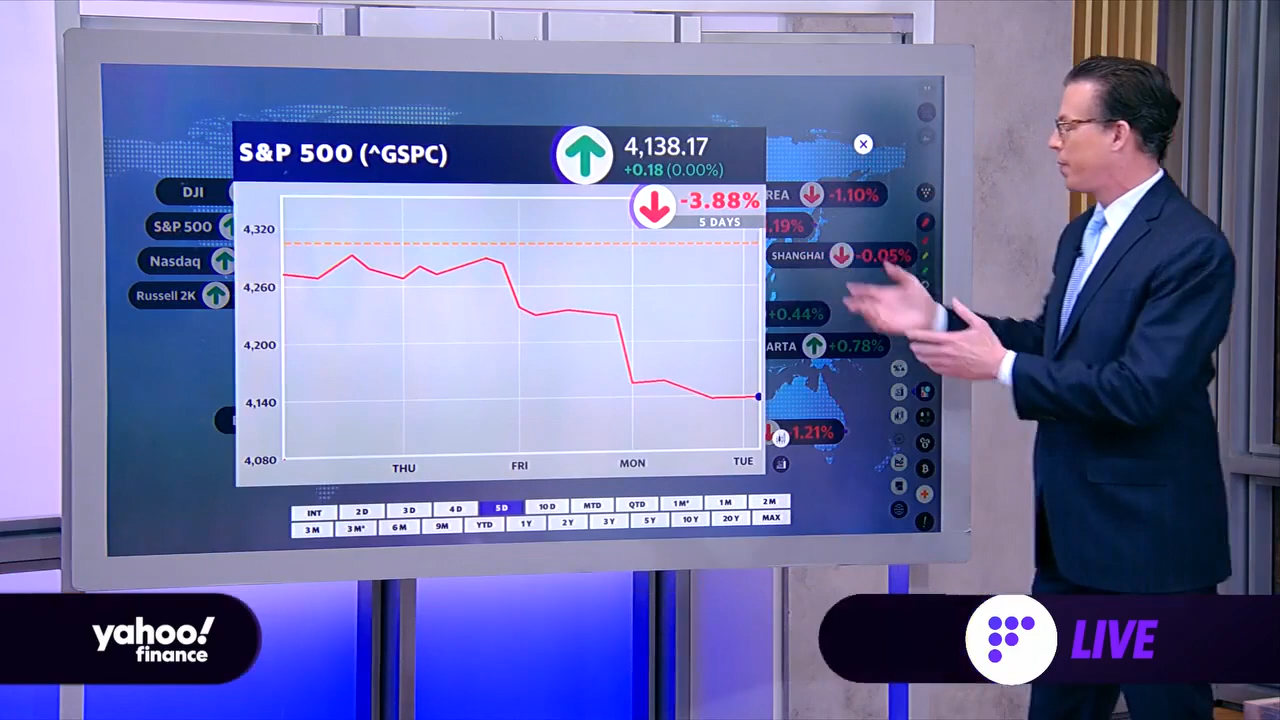 S&P 500 (^GSPC)
4,138.17
+0.18 (0.00%)
-3.88%
5 DAYS
4,320
4,260
4,200
4,140
4,080
THU
FRI
MON
TUE
DJI
S&P 500
Nasdaq
Russell 2K
REA
-1.10%
.19%
SHANGHAI
-0.05%
+0.44%
ARTA
+0.78%
1.21%
INT 2 D 3 D 4 D 5 D 10 D MTD QTD 1 M* 1 M 2 M
3 M 3 M* 6 M 9M YTD 1 Y 2 Y 3 Y 5 Y 10 Y 20 Y MAX
yahoo!
finance
LIVE